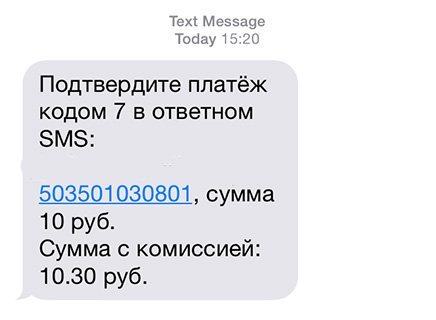 Text Message
Today 15:20
Подтвердите платёж
кодом 7 в ответном
SMS:
503501030801, сумма
10 руб.
Сумма с комиссией:
10.30 руб.